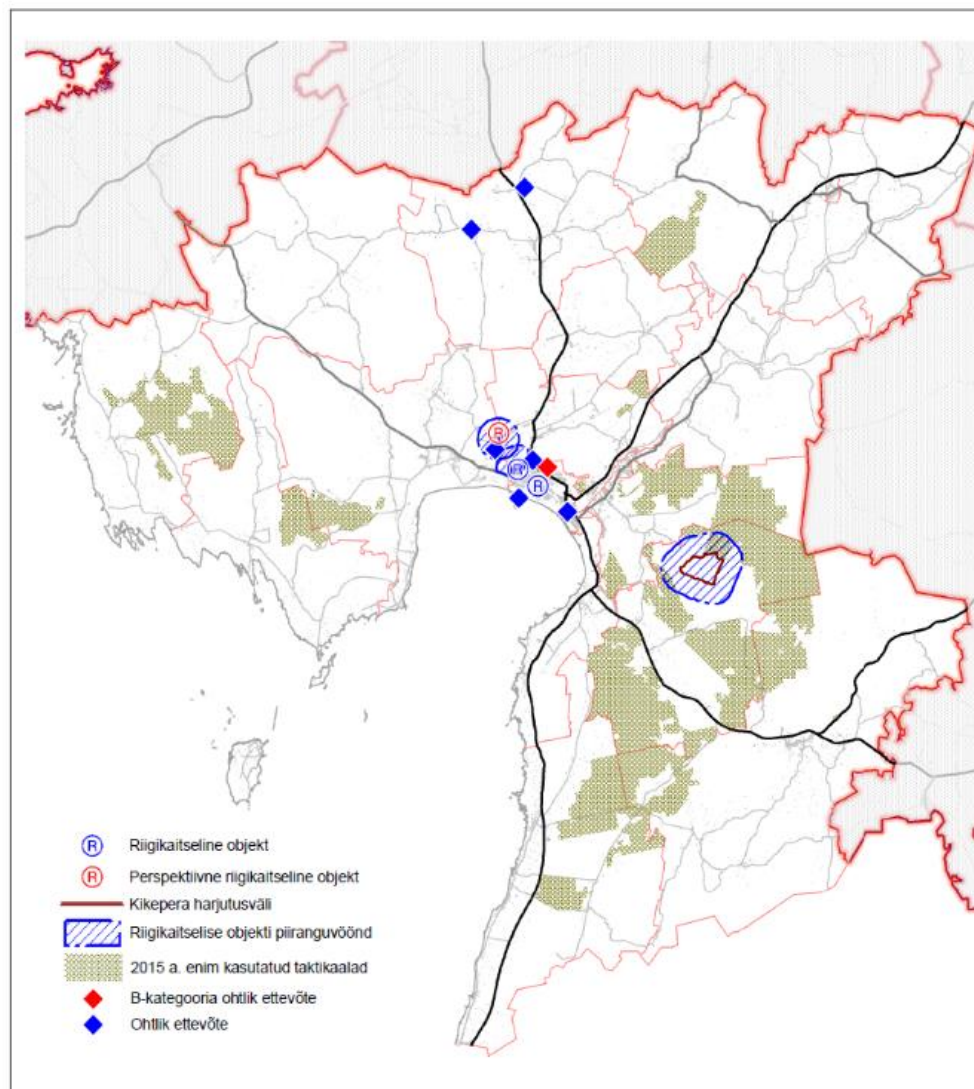 R
R
R
R Riigikaitseline objekt
R Perspektiivne riigikaitseline objekt
Kikepera harjutusväli
Riigikaitselise objekti piiranguvöönd
2015 a. enim kasutatud taktikaalad
B-kategooria ohtlik ettevõte
Ohtlik ettevõte